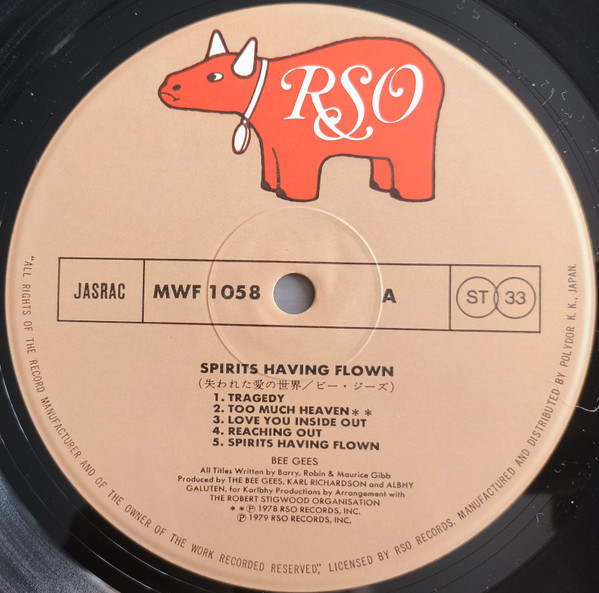 RSO
JASRAC
MWF 1058
A
ST
33
SPIRITS HAVING FLOWN
(失われた愛の世界/ビー・ジーズ)
1. TRAGEDY
2. TOO MUCH HEAVEN**
3. LOVE YOU INSIDE OUT
4. REACHING OUT
5. SPIRITS HAVING FLOWN
BEE GEES
All Titles Written by Barry, Robin & Maurice Gibb
Produced by THE BEE GEES, KARL RICHARDSON and ALBHY
GALUTEN, for Karlbhy Productions by Arrangement with
THE ROBERT STIGWOOD ORGANISATION
**Ⓟ 1978 RSO RECORDS, INC.
Ⓟ 1979 RSO RECORDS, INC.
"ALL RIGHTS OF THE RECORD MANUFACTURER AND OF THE OWNER OF THE WORK RECORDED RESERVED", LICENSED BY RSO RECORDS. MANUFACTURED AND DISTRIBUTED BY POLYDOR K. K., JAPAN.